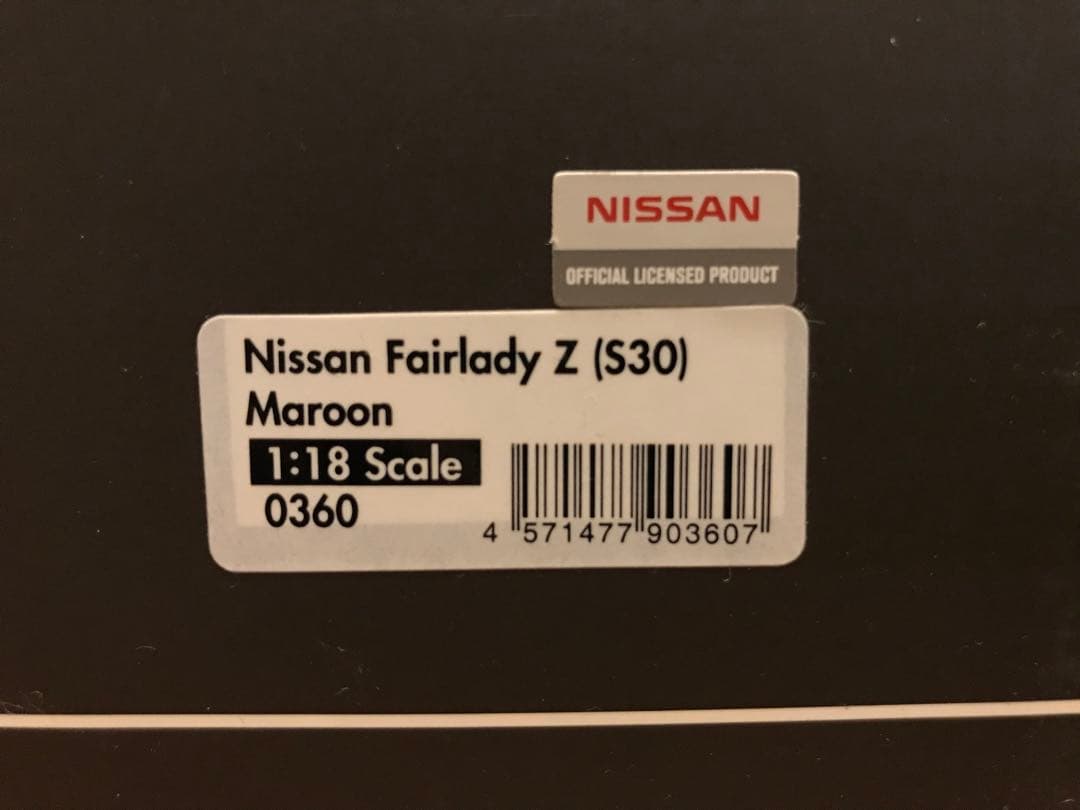 NISSAN
OFFICIAL LICENSED PRODUCT
Nissan Fairlady Z (S30)
Maroon
1:18 Scale
0360
4 571477 903607